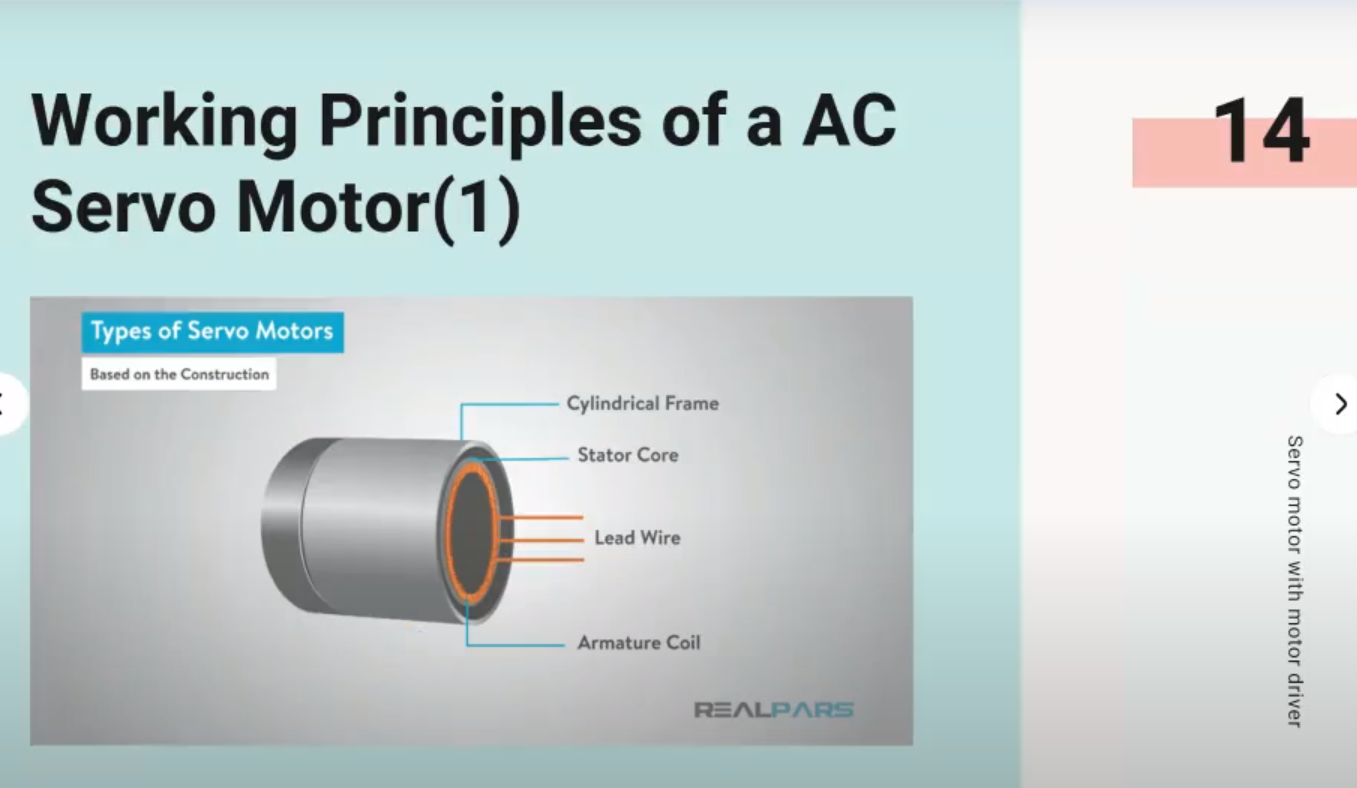 Working Principles of a AC
Servo Motor(1)
14
Types of Servo Motors
Based on the Construction
Cylindrical Frame
Stator Core
Lead Wire
Armature Coil
REALPARS
Servo motor with motor driver